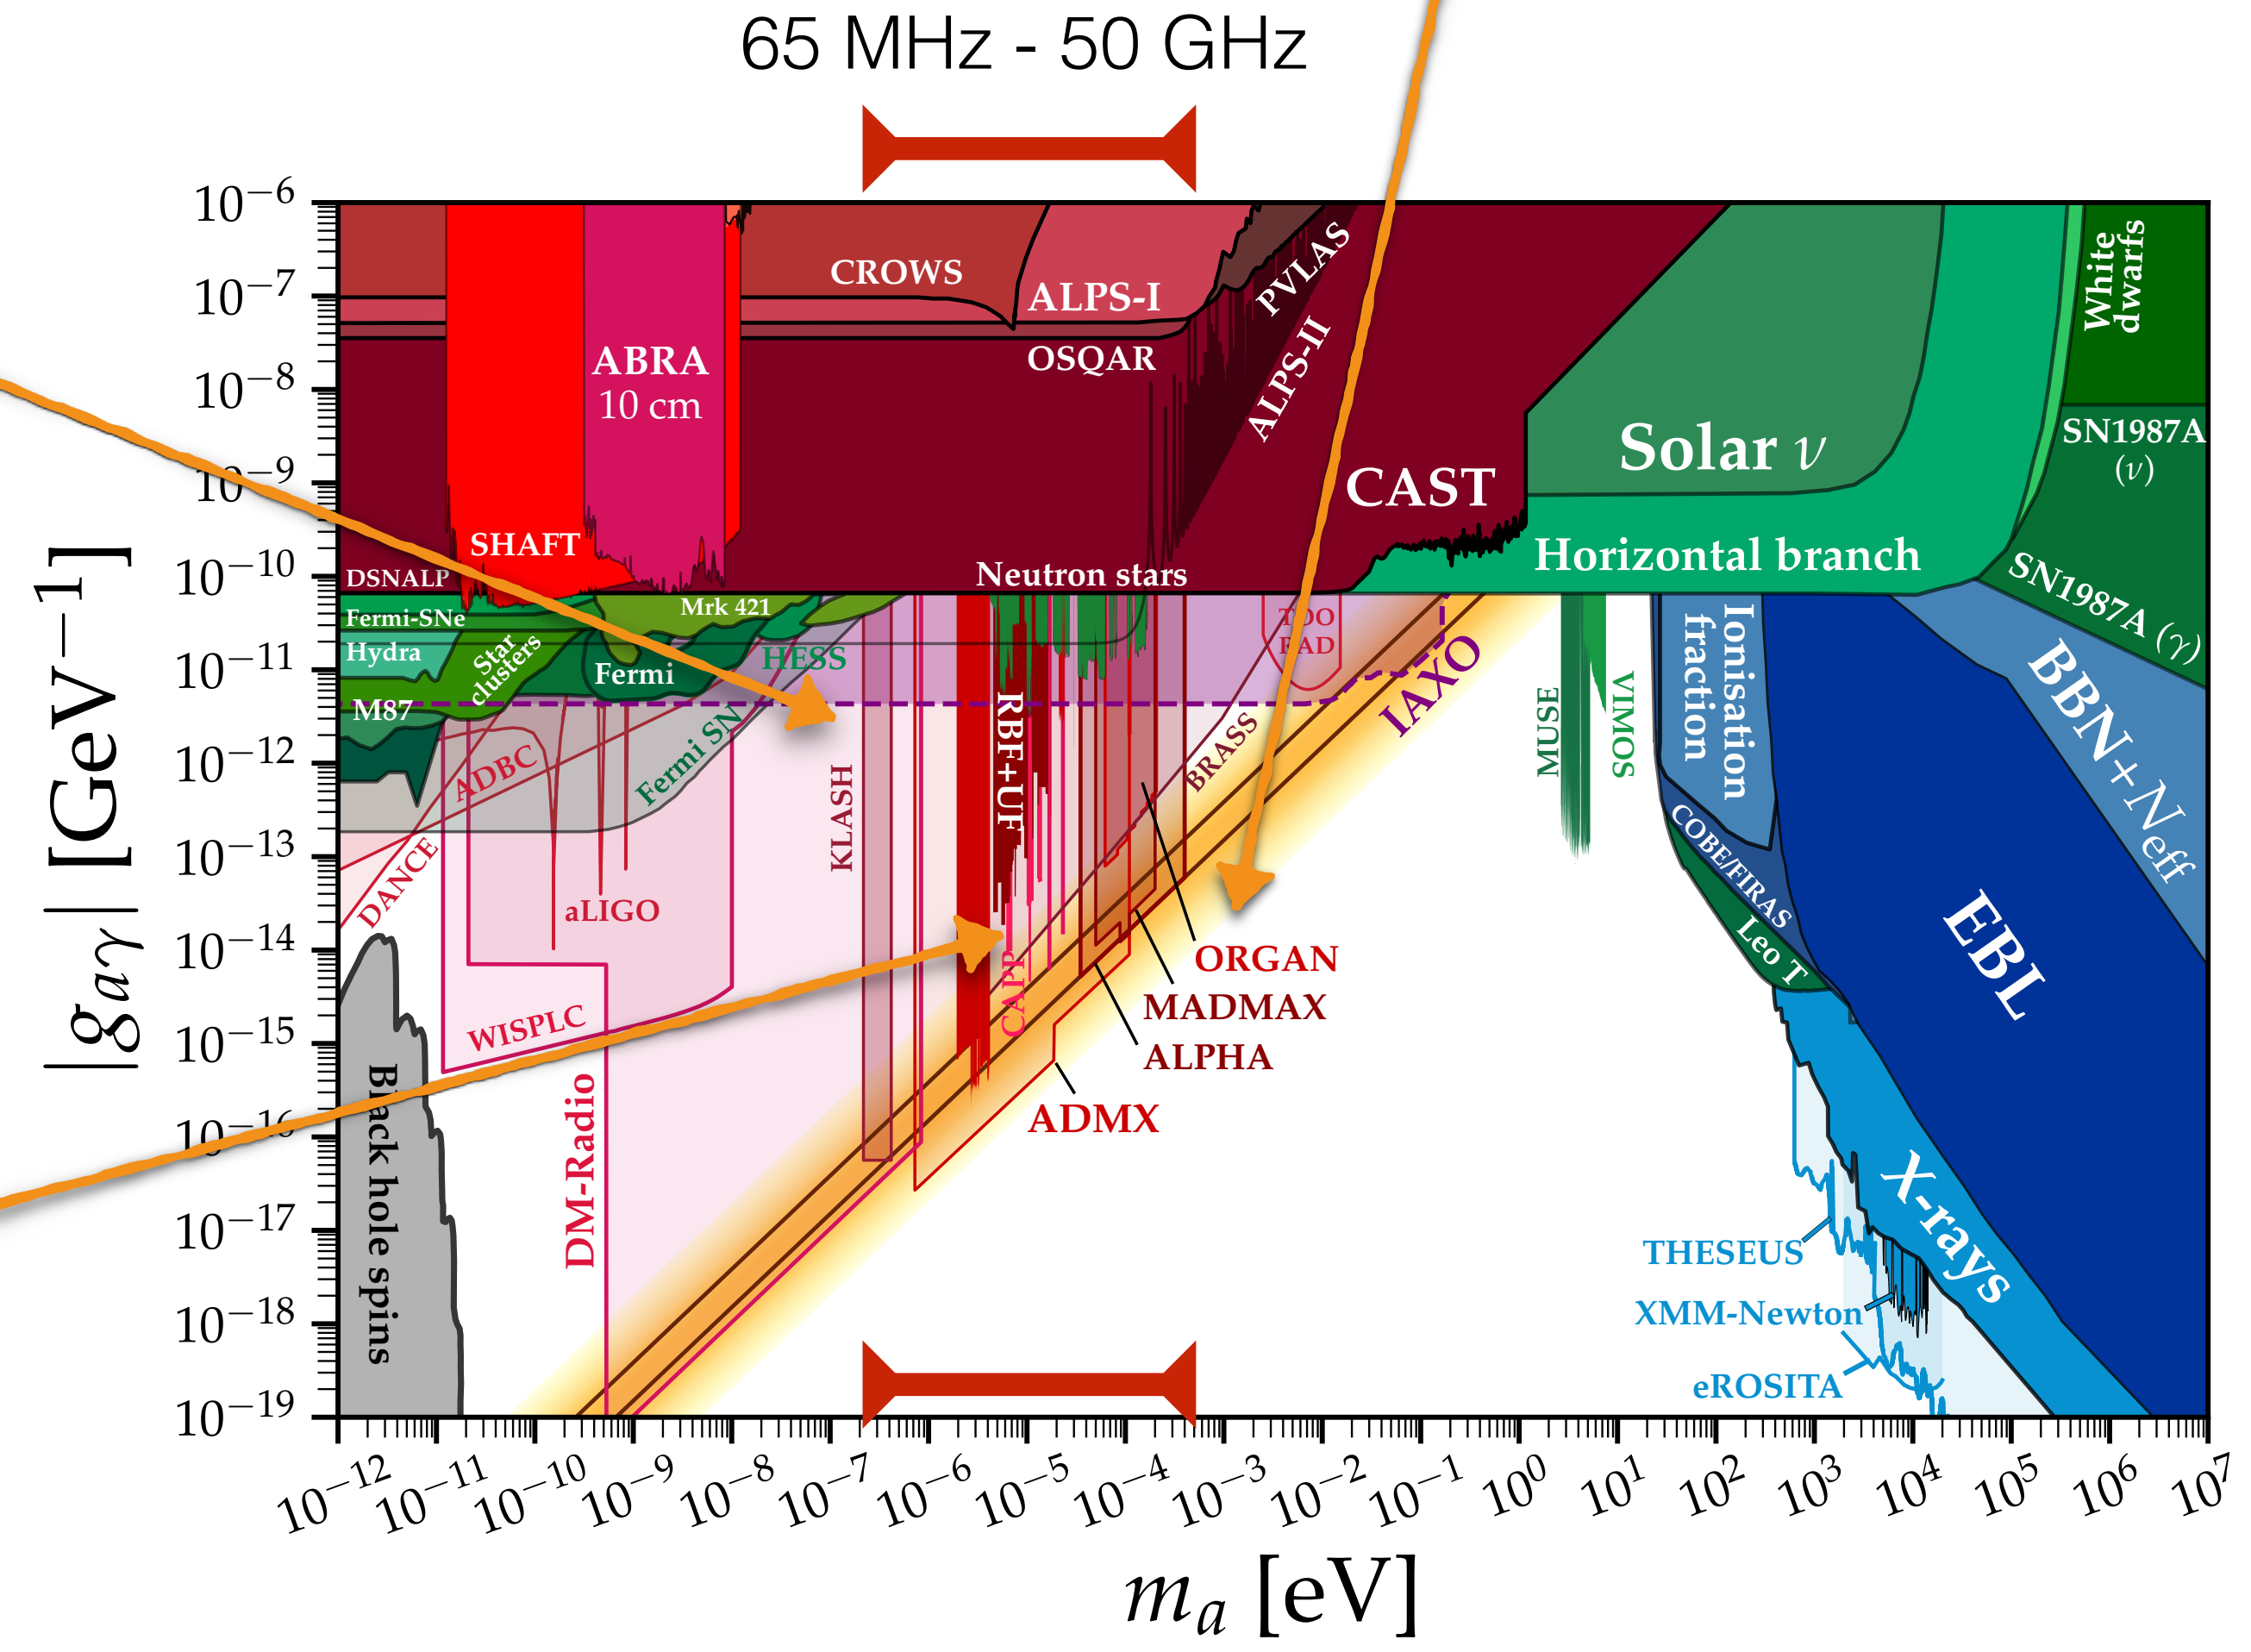 65 MHz - 50 GHz
10⁻⁶
10⁻⁷
10⁻⁸
10⁻⁹
10⁻¹⁰
10⁻¹¹
10⁻¹²
10⁻¹³
10⁻¹⁴
10⁻¹⁵
10⁻¹⁶
10⁻¹⁷
10⁻¹⁸
10⁻¹⁹
|g_{aγ}| [GeV⁻¹]
CROWS
ALPS-I
OSQAR
PVLAS
ALPS-II
ABRA
10 cm
SHAFT
CAST
Solar ν
Horizontal branch
White
dwarfs
SN1987A
(ν)
SN1987A (γ)
DSNALP
Neutron stars
Fermi-SNe
Mrk 421
Hydra
Star
clusters
Fermi
HESS
M87
TOO
RAD
IAXO
ADBC
Fermi SN
KLASH
RBF+UF
BRASS
MUSE
VIMOS
Ionisation
fraction
BBN+N_{eff}
COBE/FIRAS
Leo T
EBL
DANCE
aLIGO
WISPLC
CAPP
ORGAN
MADMAX
ALPHA
ADMX
Black hole spins
DM-Radio
X-rays
THESEUS
XMM-Newton
eROSITA
10⁻¹²
10⁻¹¹
10⁻¹⁰
10⁻⁹
10⁻⁸
10⁻⁷
10⁻⁶
10⁻⁵
10⁻⁴
10⁻³
10⁻²
10⁻¹
10⁰
10¹
10²
10³
10⁴
10⁵
10⁶
10⁷
m_a [eV]